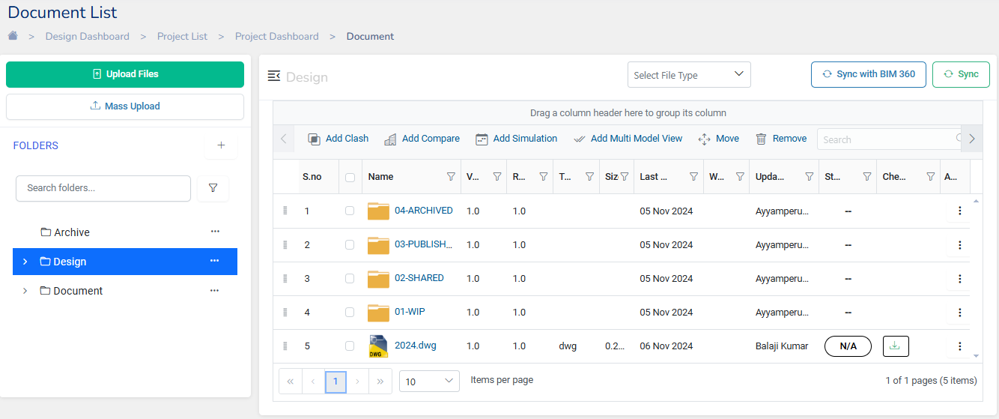 Document List
> Design Dashboard > Project List > Project Dashboard > Document
Upload Files
Mass Upload
FOLDERS
Search folders...
Archive
Design
Document
Design
Select File Type
Sync with BIM 360
Sync
Drag a column header here to group its column
Add Clash Add Compare Add Simulation Add Multi Model View Move Remove Search
S.no Name V... R... T... Siz Last ... W... Upda... St... Che... A...
1 04-ARCHIVED 1.0 1.0 05 Nov 2024 Ayyamperu... --
2 03-PUBLISH... 1.0 1.0 05 Nov 2024 Ayyamperu... --
3 02-SHARED 1.0 1.0 05 Nov 2024 Ayyamperu... --
4 01-WIP 1.0 1.0 05 Nov 2024 Ayyamperu... --
5 DWG 2024.dwg 1.0 1.0 dwg 0.2... 06 Nov 2024 Balaji Kumar N/A
1 10 Items per page 1 of 1 pages (5 items)